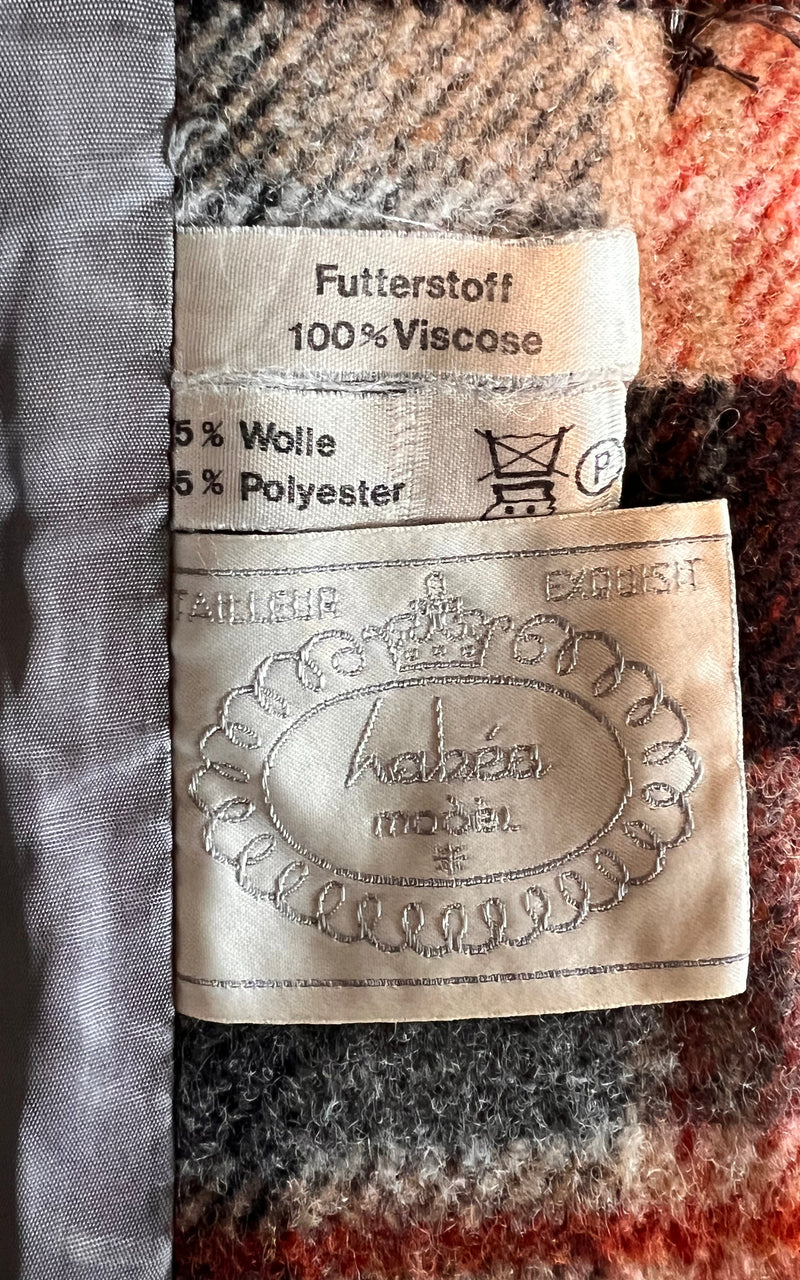 Futterstoff
100% Viscose
5% Wolle
5% Polyester
P
TAILLEUR EXQUISIT
habéa
modèl